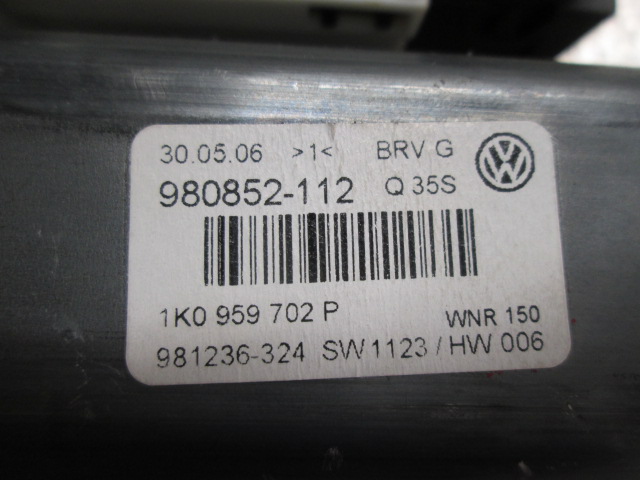 30.05.06 >1< BRV G
980852-112 Q 35S
1K0 959 702 P WNR 150
981236-324 SW1123 / HW 006